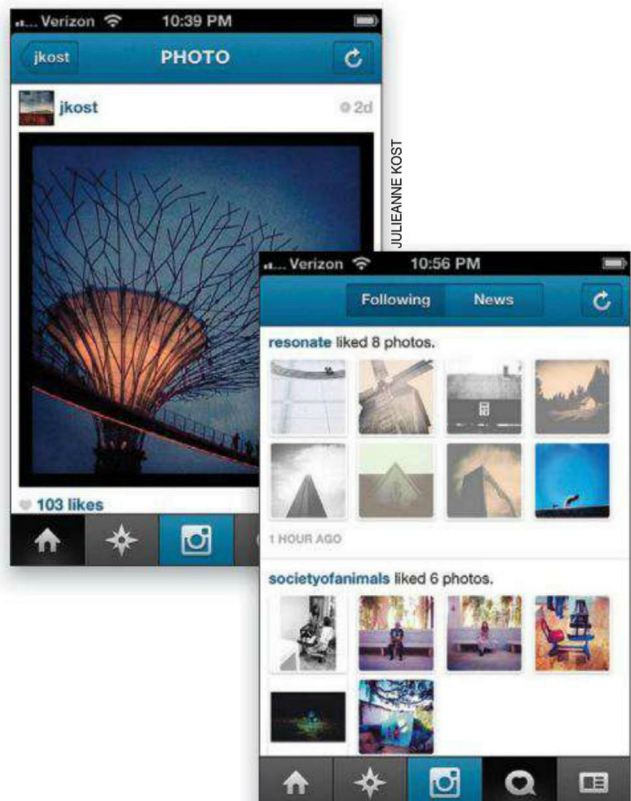 ... Verizon 10:39 PM
jkost PHOTO
jkost 2d
103 likes
JULIEANNE KOST
... Verizon 10:56 PM
Following News
resonate liked 8 photos.
1 HOUR AGO
societyofanimals liked 6 photos.